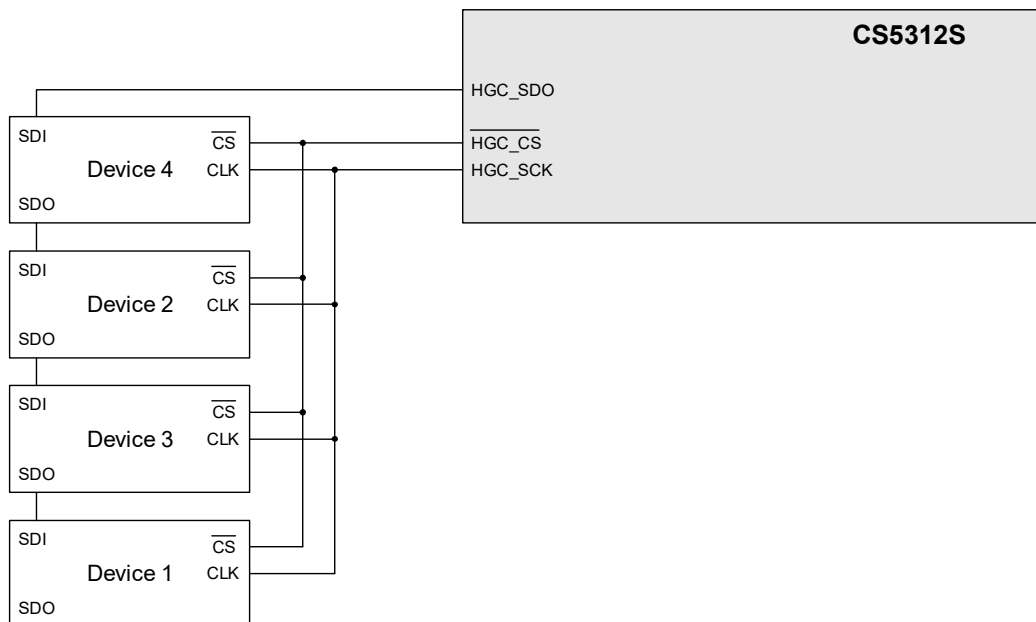 CS5312S
HGC_SDO
HGC_CS
HGC_SCK
SDI
CS
Device 4
CLK
SDO
SDI
CS
Device 2
CLK
SDO
SDI
CS
Device 3
CLK
SDO
SDI
CS
Device 1
CLK
SDO